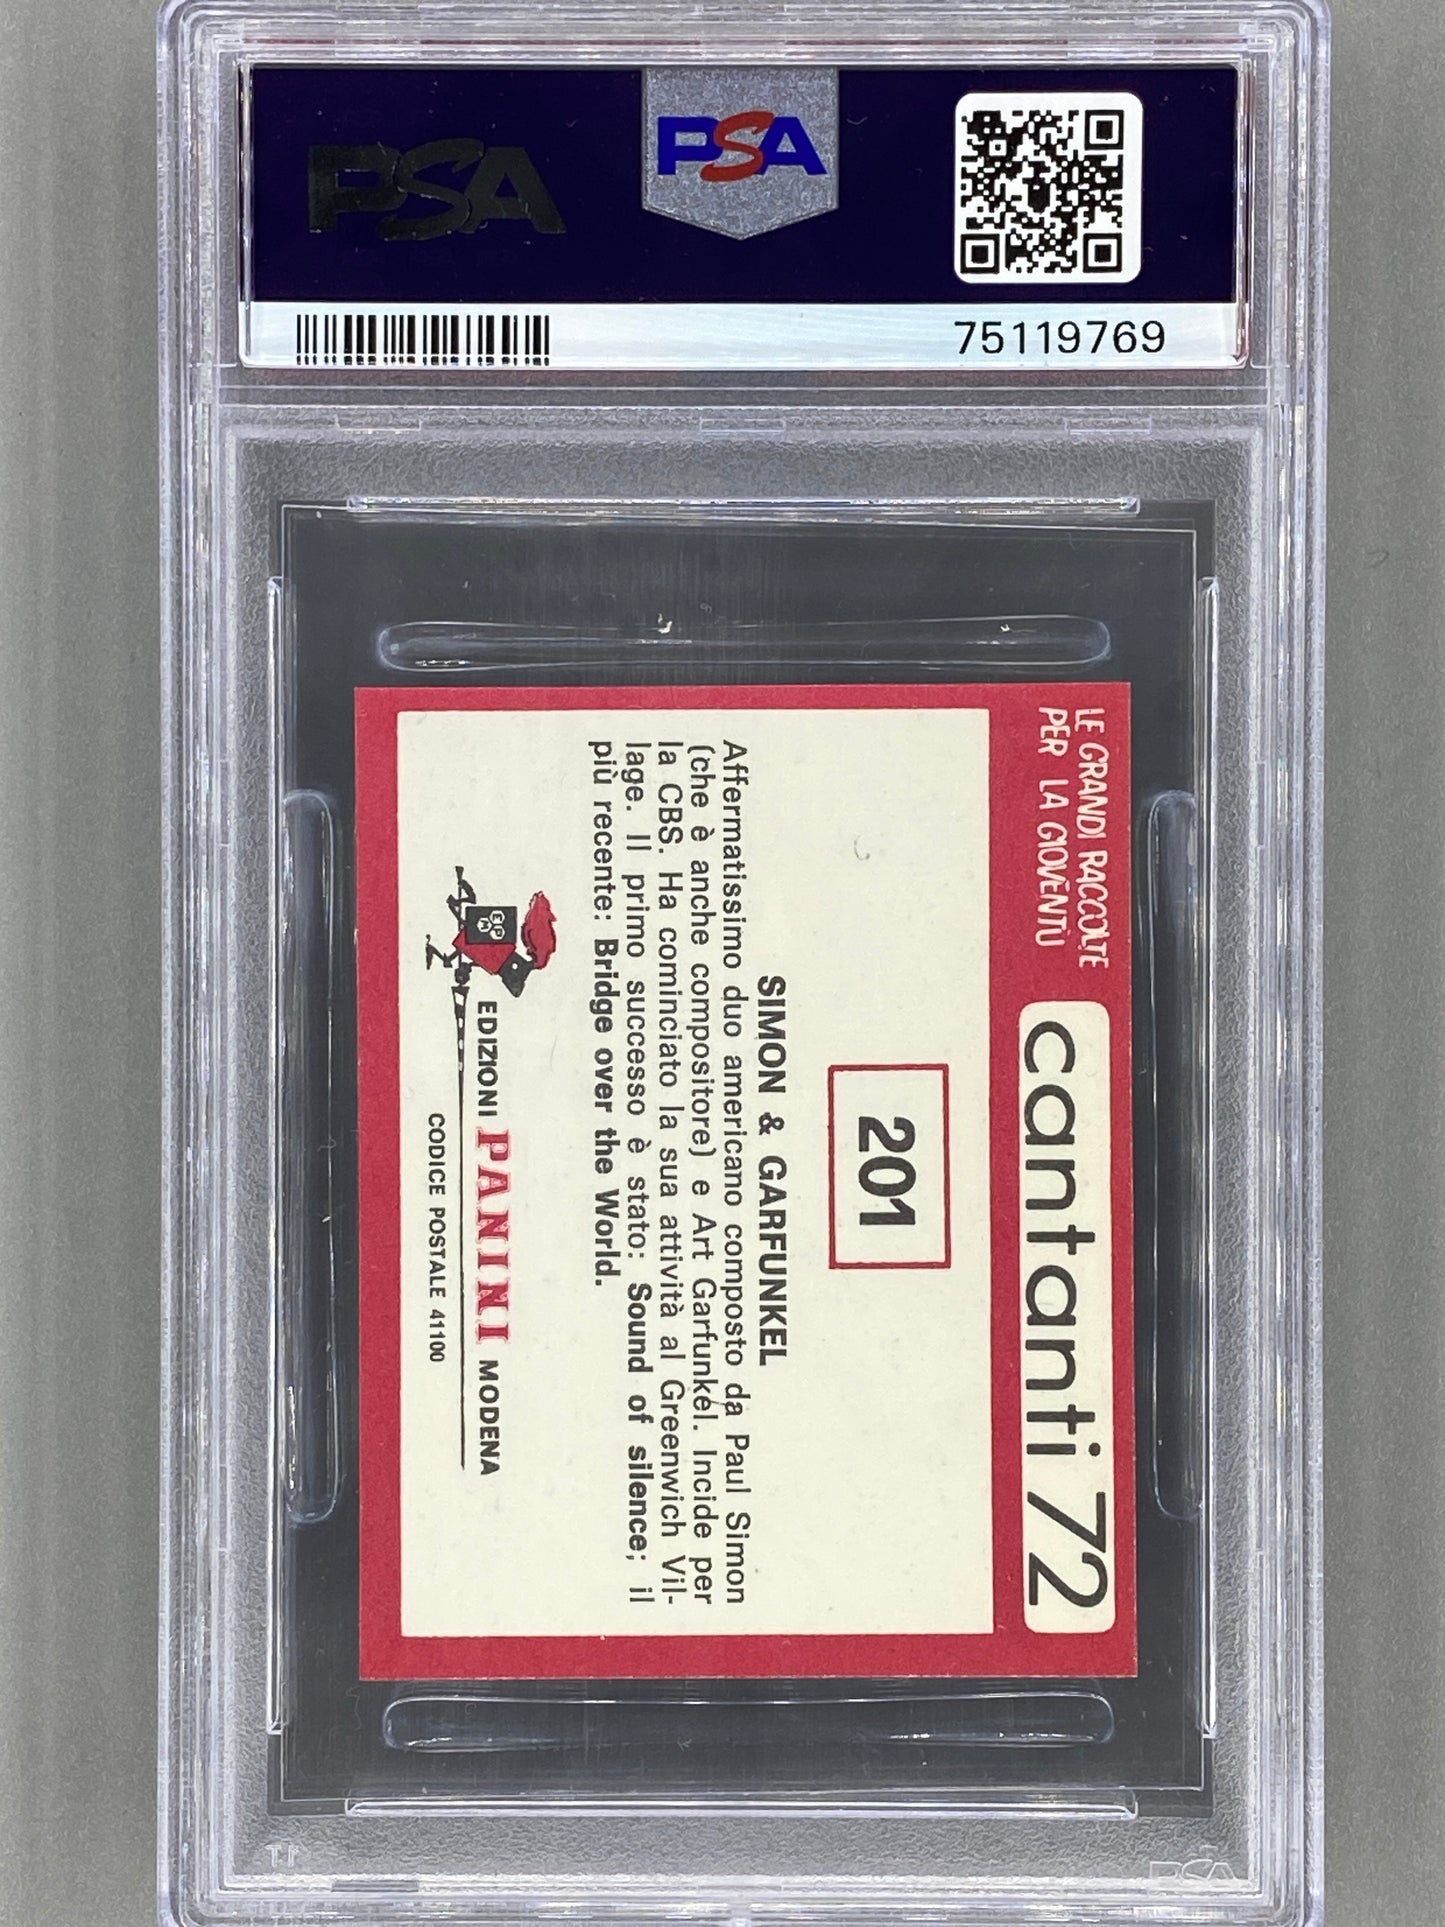 PSA
PSA
75119769
LE GRANDI RACCOLTE
PER LA GIOVENTÙ
cantanti 72
201
SIMON & GARFUNKEL
Affermatissimo duo americano composto da Paul Simon
(che è anche compositore) e Art Garfunkel. Incide per
la CBS. Ha cominciato la sua attività al Greenwich Vil-
lage. Il primo successo è stato: Sound of silence; il
più recente: Bridge over the World.
EDIZIONI PANINI MODENA
CODICE POSTALE 41100
PSA